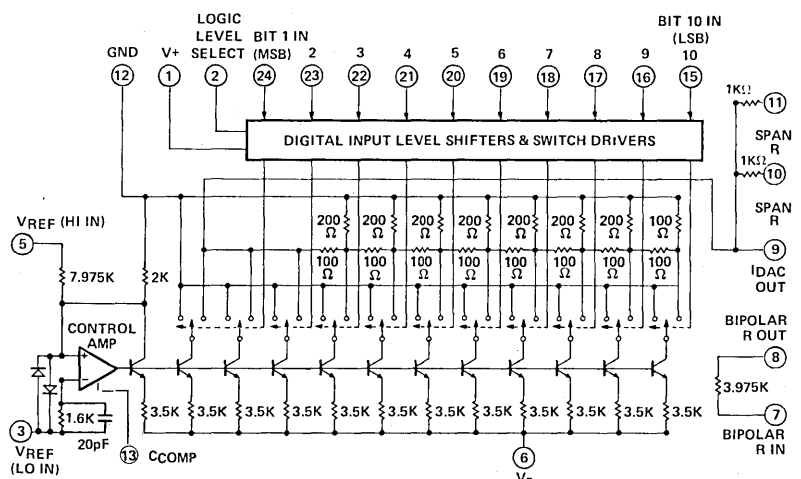 LOGIC
LEVEL
SELECT
GND
V+
BIT 1 IN
(MSB)
2
3
4
5
6
7
8
9
BIT 10 IN
(LSB)
10
12
1
2
24
23
22
21
20
19
18
17
16
15
DIGITAL INPUT LEVEL SHIFTERS & SWITCH DRIVERS
1KΩ
11
SPAN
R
1KΩ
10
SPAN
R
9
IDAC
OUT
VREF (HI IN)
5
7.975K
2K
200
Ω
200
Ω
200
Ω
200
Ω
200
Ω
200
Ω
200
Ω
100
Ω
100
Ω
100
Ω
100
Ω
100
Ω
100
Ω
100
Ω
100
Ω
100
Ω
CONTROL
AMP
+
−
BIPOLAR
R OUT
8
3.975K
7
BIPOLAR
R IN
1.6K
20pF
3.5K
3.5K
3.5K
3.5K
3.5K
3.5K
3.5K
3.5K
3.5K
3.5K
3.5K
3
VREF
(LO IN)
13
CCOMP
6